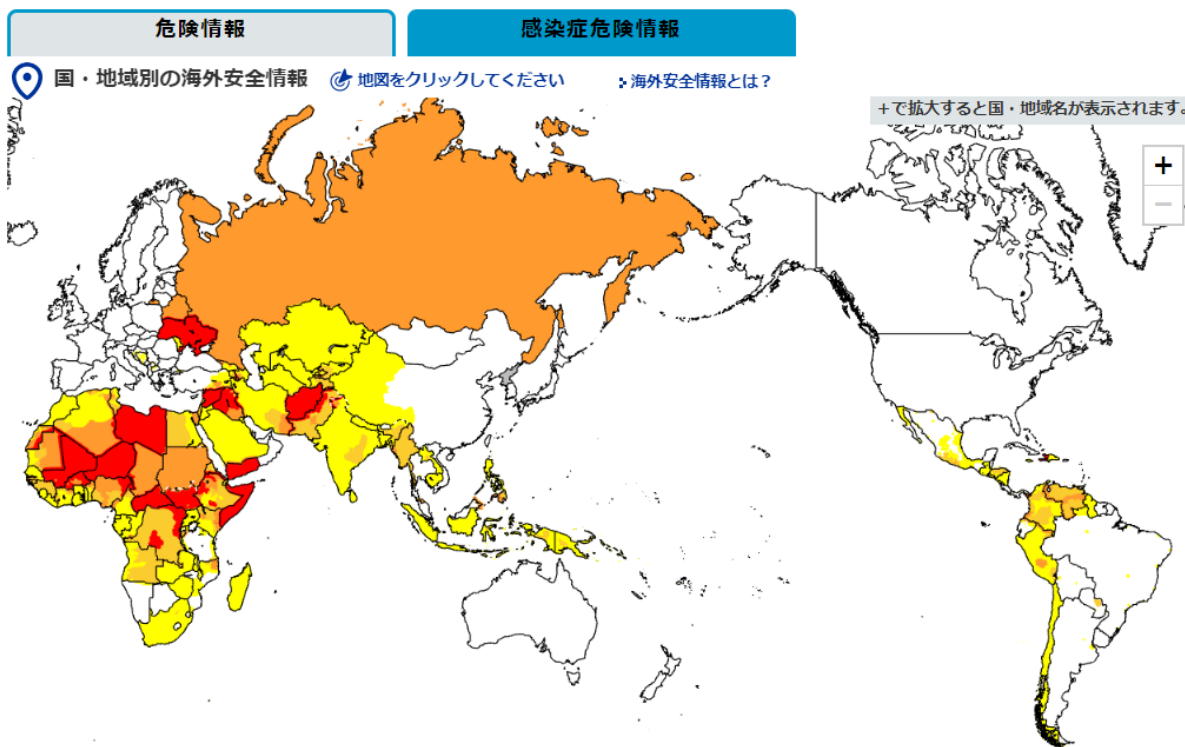 危険情報
感染症危険情報
国・地域別の海外安全情報
地図をクリックしてください
海外安全情報とは？
+で拡大すると国・地域名が表示されます。
+
−